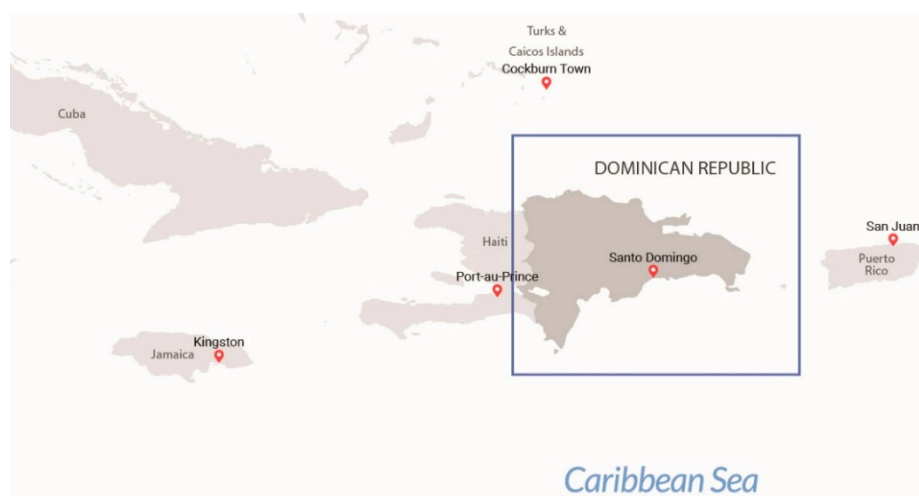 Turks &
Caicos Islands
Cockburn Town
Cuba
DOMINICAN REPUBLIC
San Juan
Haiti
Santo Domingo
Puerto
Rico
Port-au-Prince
Kingston
Jamaica
Caribbean Sea